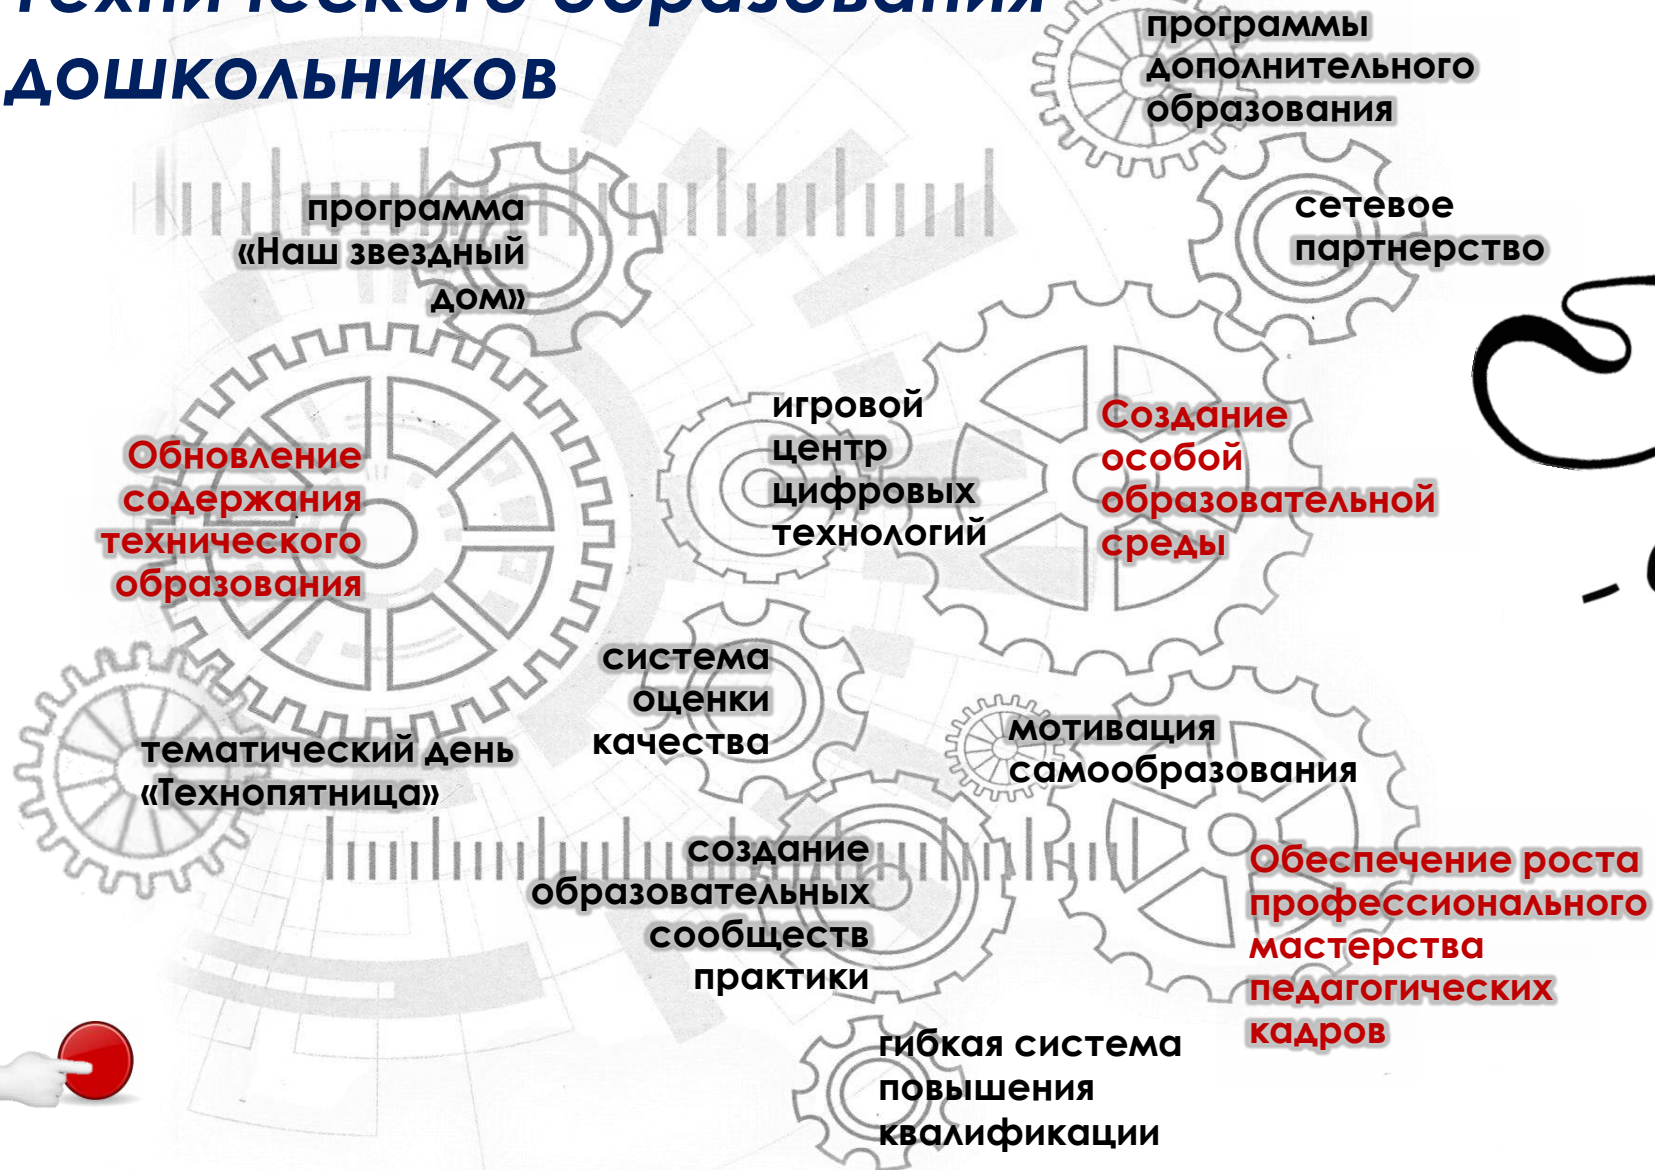 технического образования
дошкольников
программы
дополнительного
образования
сетевое
партнерство
программа
«Наш звездный
дом»
игровой
центр
цифровых
технологий
Создание
особой
образовательной
среды
Обновление
содержания
технического
образования
система
оценки
качества
мотивация
самообразования
тематический день
«Технопятница»
создание
образовательных
сообществ
практики
Обеспечение роста
профессионального
мастерства
педагогических
кадров
гибкая система
повышения
квалификации